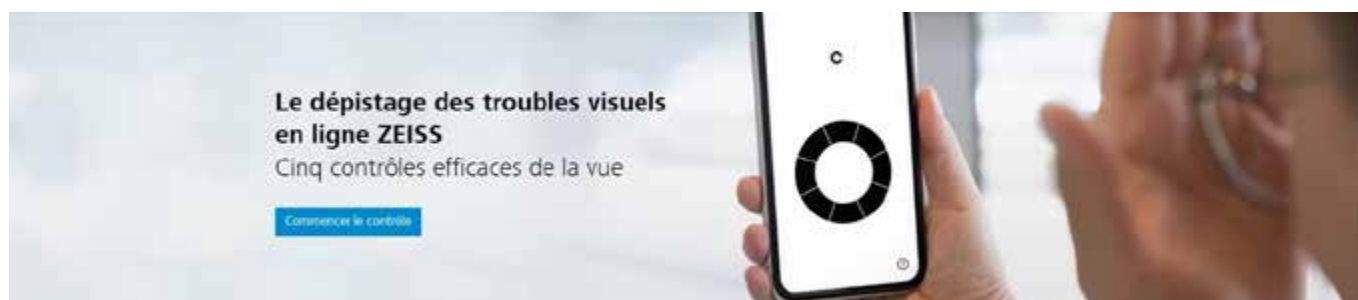 Le dépistage des troubles visuels
en ligne ZEISS
Cinq contrôles efficaces de la vue
Commencer le contrôle
C